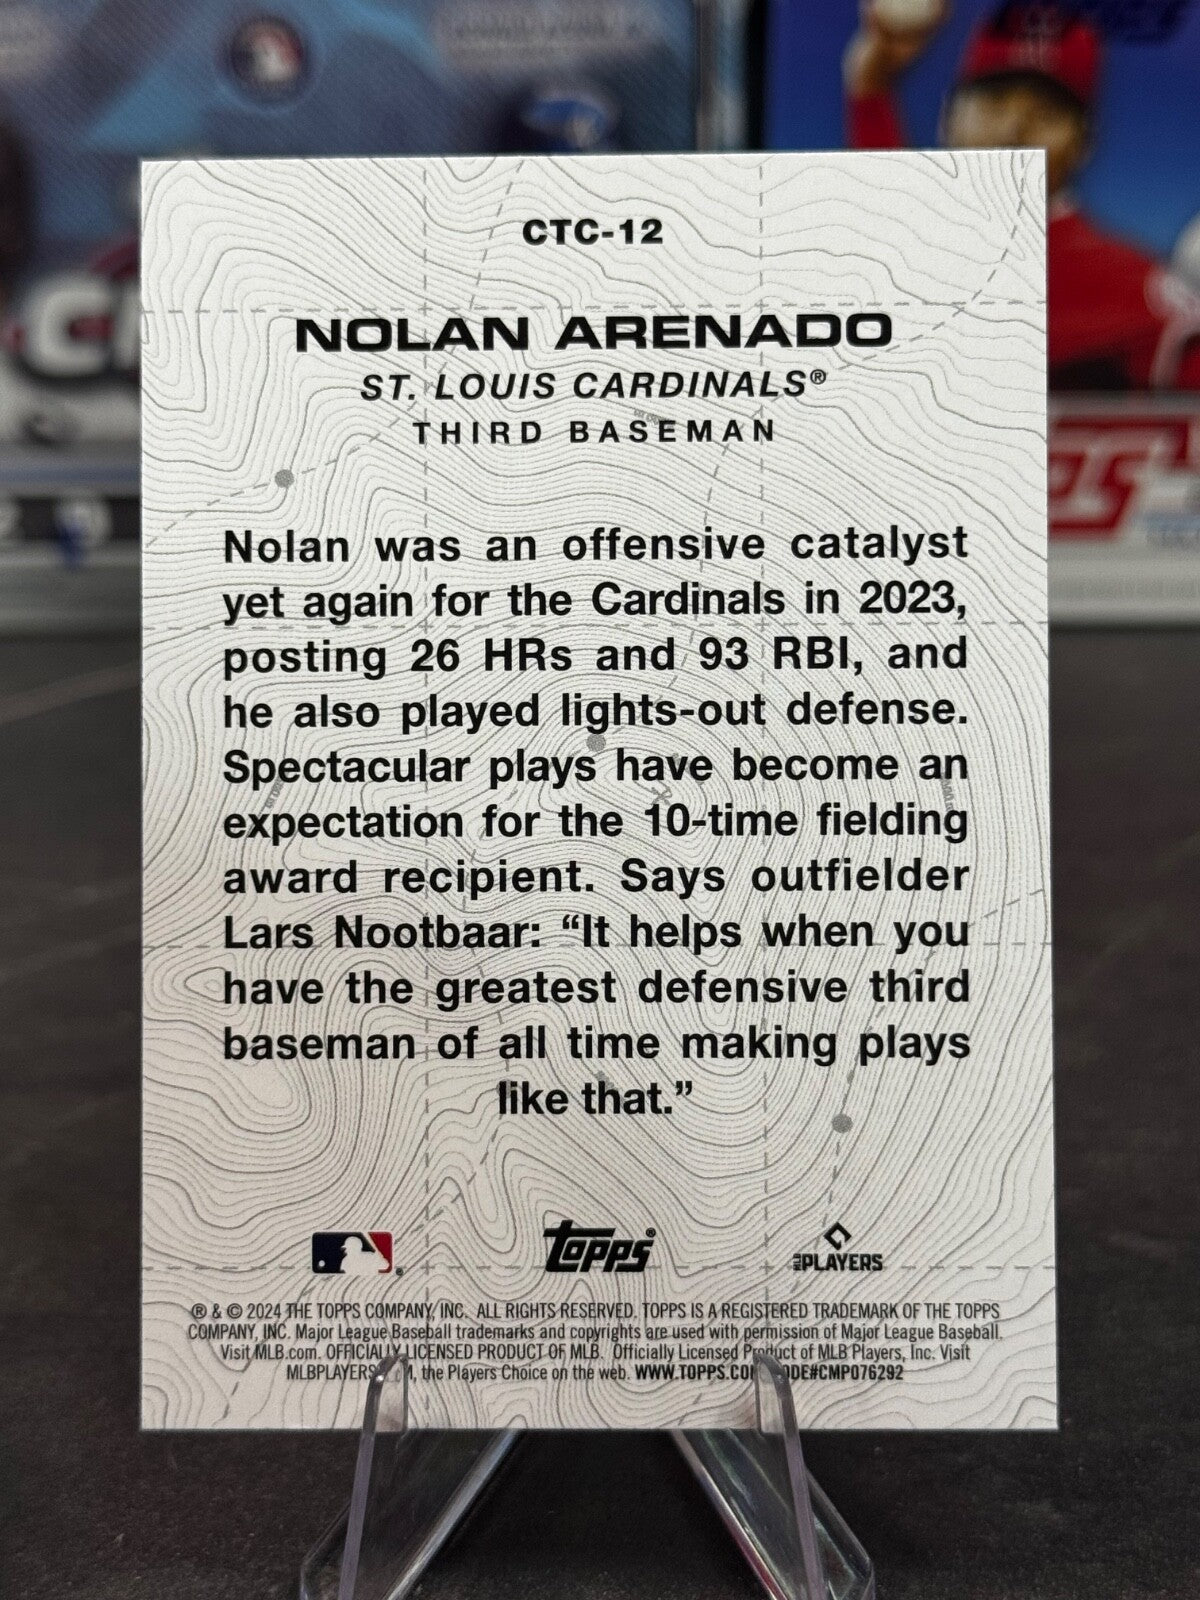 CTC-12
NOLAN ARENADO
ST. LOUIS CARDINALS®
THIRD BASEMAN
Nolan was an offensive catalyst
yet again for the Cardinals in 2023,
posting 26 HRs and 93 RBI, and
he also played lights-out defense.
Spectacular plays have become an
expectation for the 10-time fielding
award recipient. Says outfielder
Lars Nootbaar: “It helps when you
have the greatest defensive third
baseman of all time making plays
like that.”
topps®
PLAYERS
® & © 2024 THE TOPPS COMPANY, INC. ALL RIGHTS RESERVED. TOPPS IS A REGISTERED TRADEMARK OF THE TOPPS
COMPANY, INC. Major League Baseball trademarks and copyrights are used with permission of Major League Baseball.
Visit MLB.com. OFFICIALLY LICENSED PRODUCT OF MLB. Officially Licensed Product of MLB Players, Inc. Visit
the Players Choice on the web. WWW.TOPPS.COM CODE#CMP076292